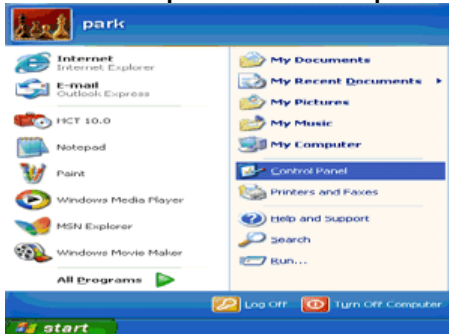 park
Internet
Internet Explorer
E-mail
Outlook Express
HCT 10.0
Notepad
Paint
Windows Media Player
MSN Explorer
Windows Movie Maker
All Programs
My Documents
My Recent Documents
My Pictures
My Music
My Computer
Control Panel
Printers and Faxes
Help and Support
Search
Run...
Log Off
Turn Off Computer
start